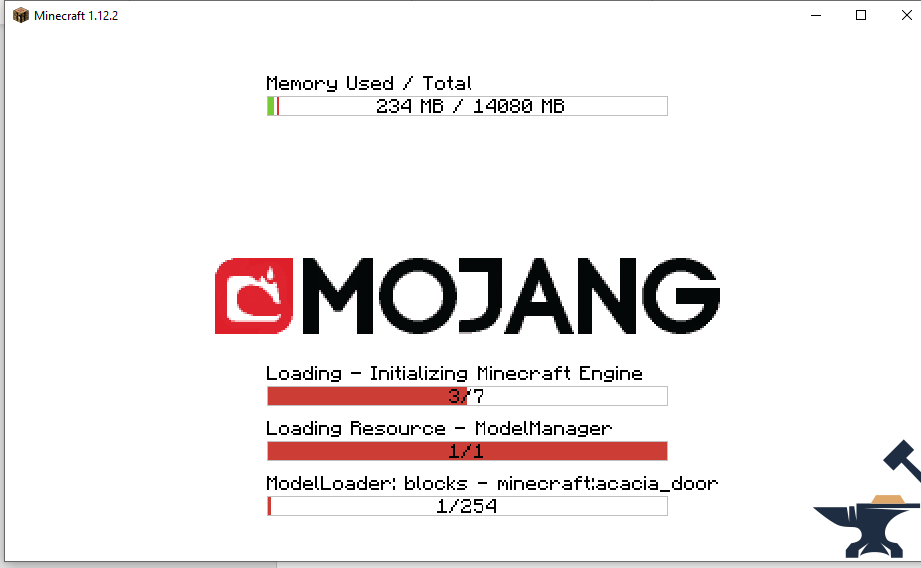 Minecraft 1.12.2
Memory Used / Total
234 MB / 14080 MB
MOJANG
Loading - Initializing Minecraft Engine
3/7
Loading Resource - ModelManager
1/1
ModelLoader: blocks - minecraft:acacia_door
1/254